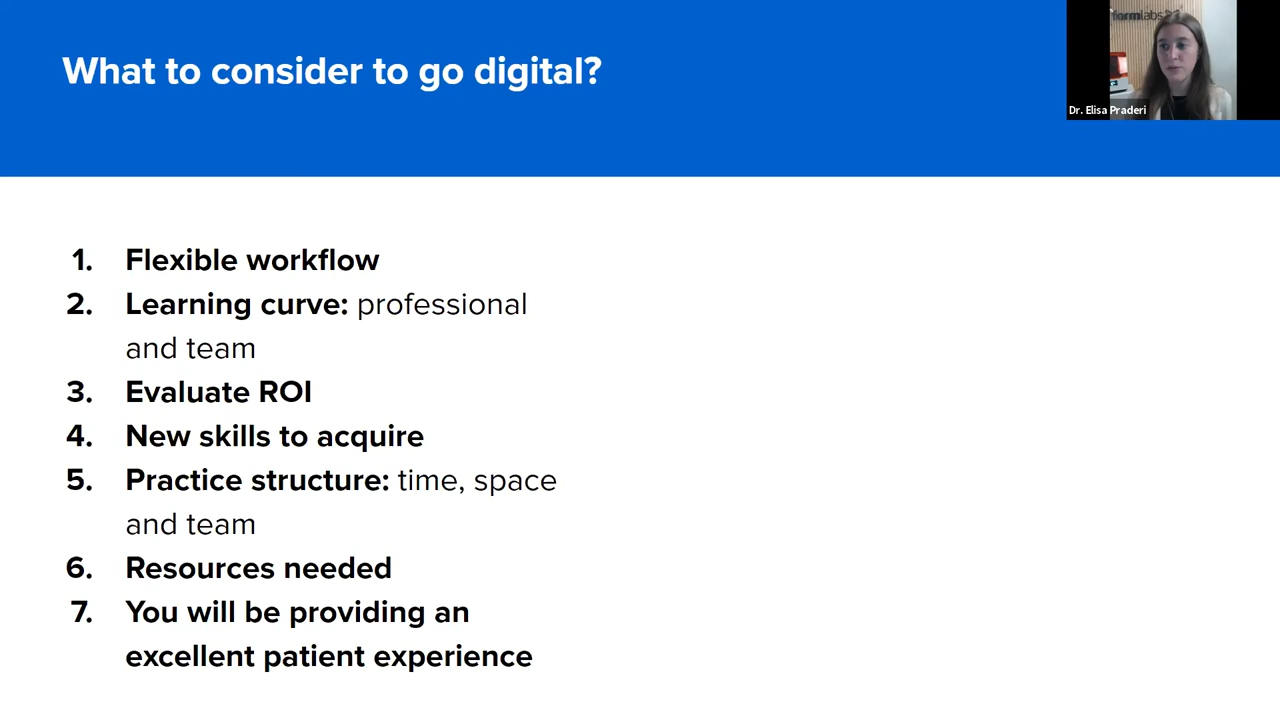 What to consider to go digital?
formlabs
Dr. Elisa Praderi
1. Flexible workflow
2. Learning curve: professional
and team
3. Evaluate ROI
4. New skills to acquire
5. Practice structure: time, space
and team
6. Resources needed
7. You will be providing an
excellent patient experience